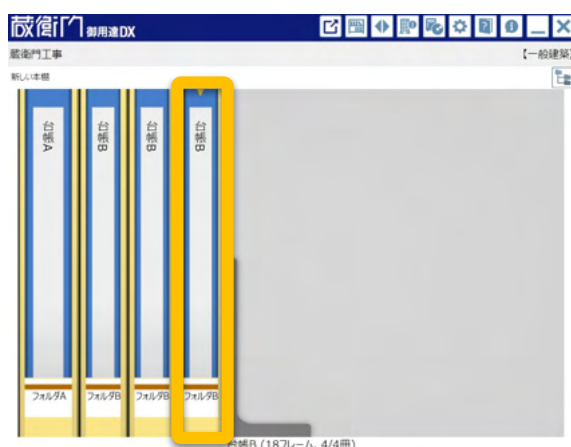 蔵衛門 御用達DX
蔵衛門工事
【一般建築】
新しい本棚
台帳A
台帳B
台帳B
台帳B
フォルダA
フォルダB
フォルダB
フォルダB
台帳B (18フレーム, 4/4冊)